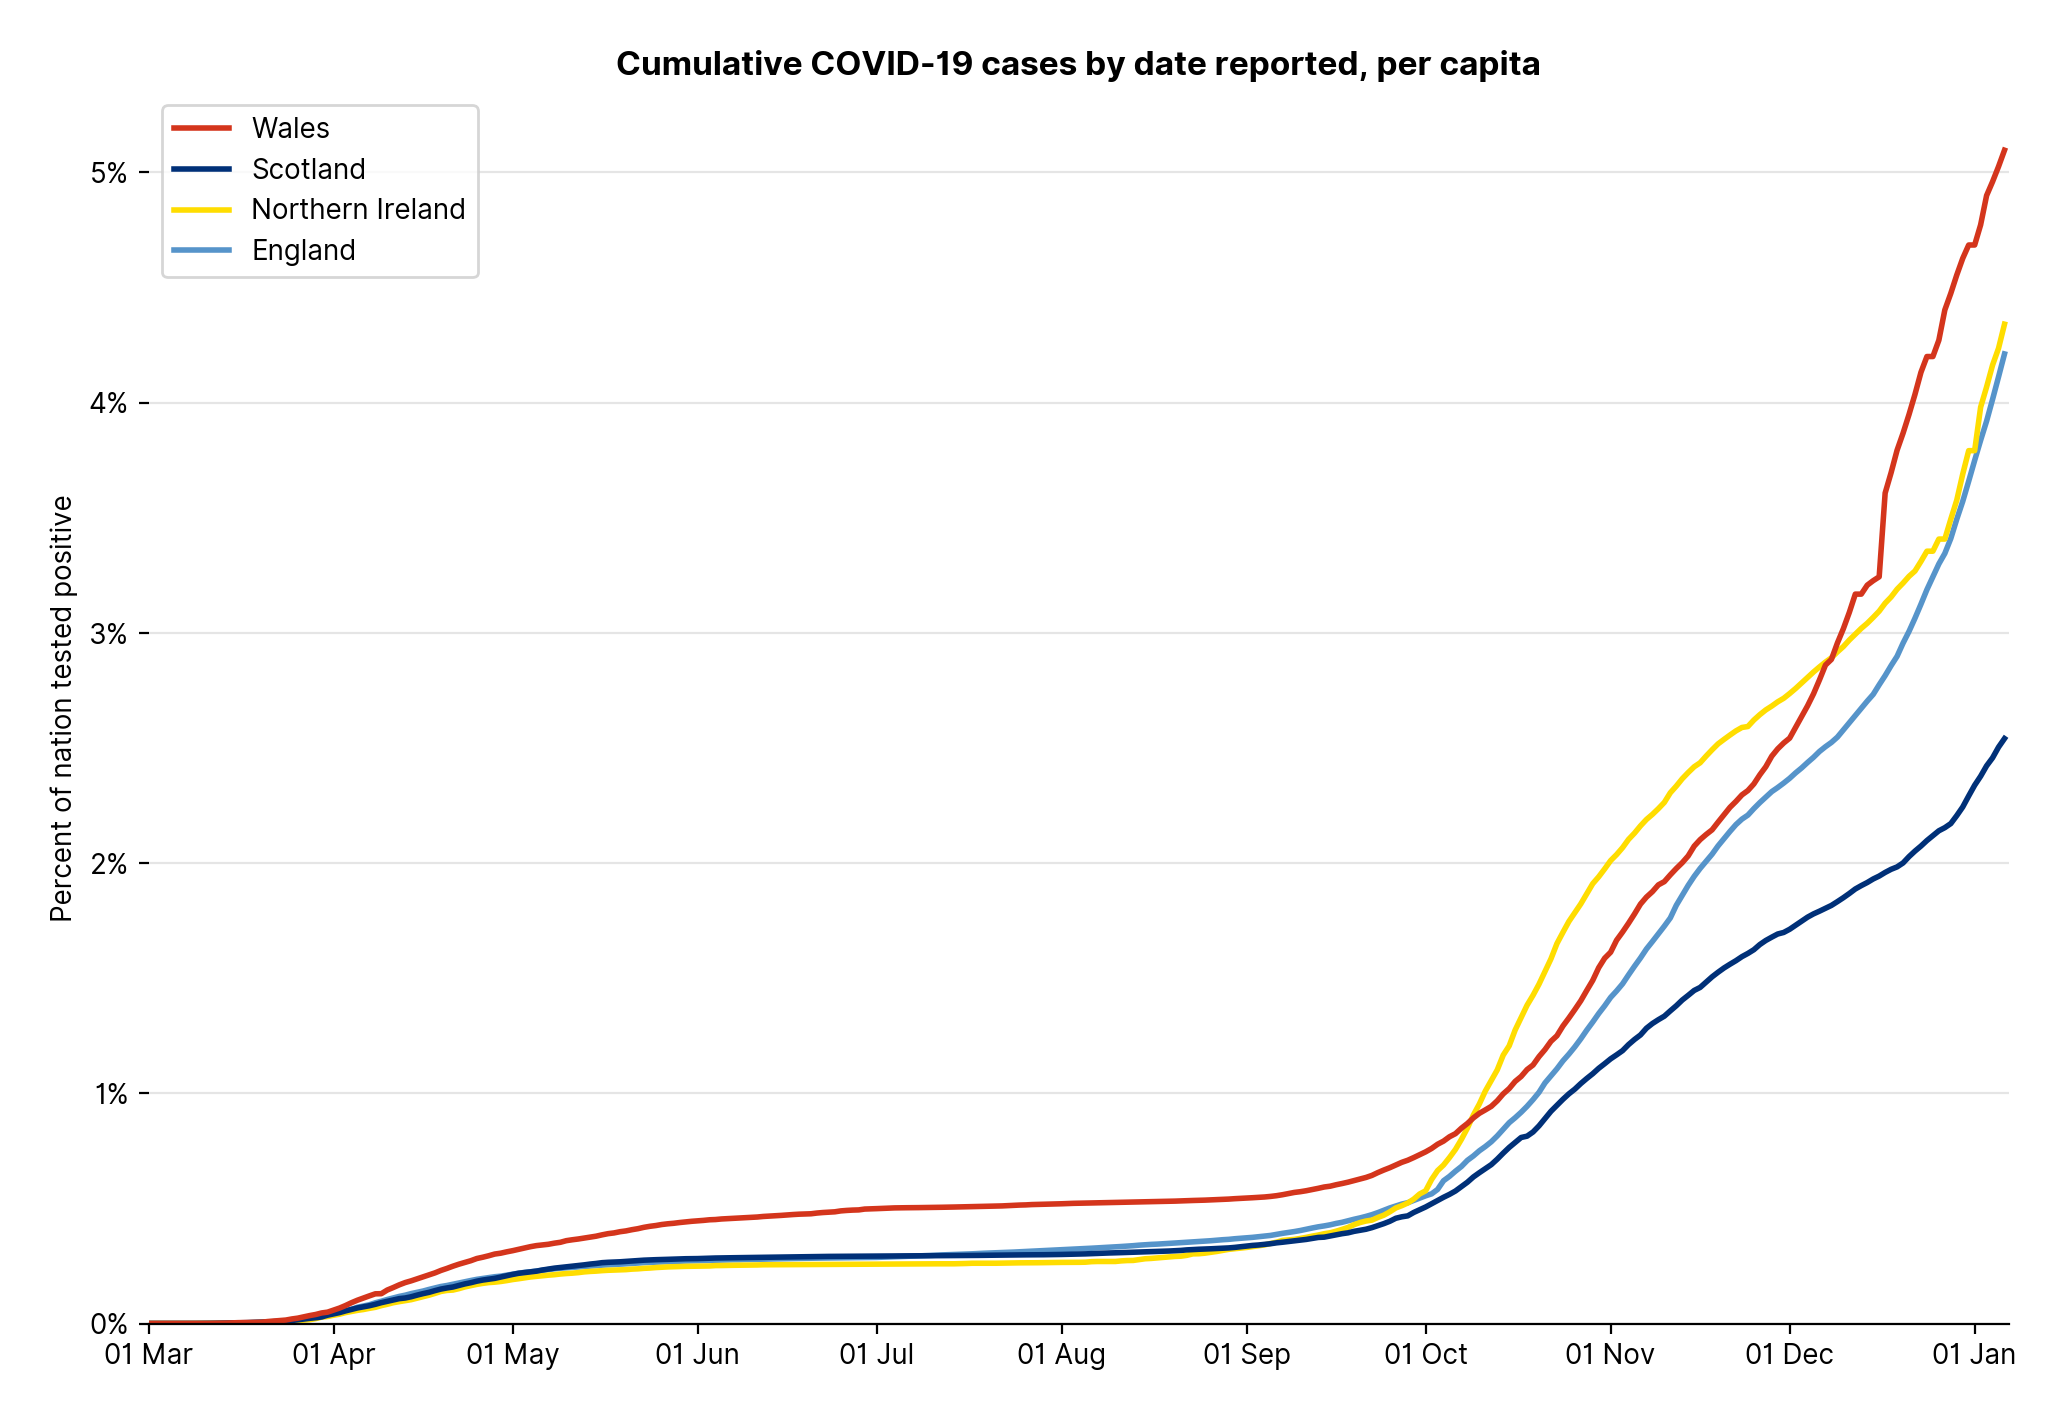 Cumulative COVID-19 cases by date reported, per capita
Wales
Scotland
Northern Ireland
England
Percent of nation tested positive
5%
4%
3%
2%
1%
0%
01 Mar
01 Apr
01 May
01 Jun
01 Jul
01 Aug
01 Sep
01 Oct
01 Nov
01 Dec
01 Jan